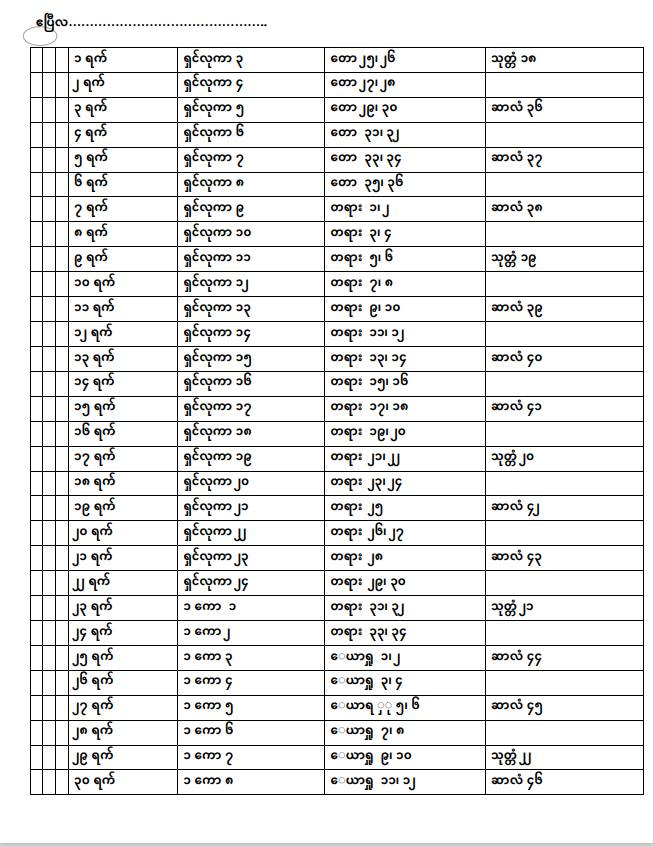 ဧပြီလ…………………………………………..
၁ ရက် ရှင်လုကာ ၃ တော ၂၅၊ ၂၆ သုတ္တံ ၁၈
၂ ရက် ရှင်လုကာ ၄ တော ၂၇၊ ၂၈
၃ ရက် ရှင်လုကာ ၅ တော ၂၉၊ ၃၀ ဆာလံ ၃၆
၄ ရက် ရှင်လုကာ ၆ တော ၃၁၊ ၃၂
၅ ရက် ရှင်လုကာ ၇ တော ၃၃၊ ၃၄ ဆာလံ ၃၇
၆ ရက် ရှင်လုကာ ၈ တော ၃၅၊ ၃၆
၇ ရက် ရှင်လုကာ ၉ တရား ၁၊ ၂ ဆာလံ ၃၈
၈ ရက် ရှင်လုကာ ၁၀ တရား ၃၊ ၄
၉ ရက် ရှင်လုကာ ၁၁ တရား ၅၊ ၆ သုတ္တံ ၁၉
၁၀ ရက် ရှင်လုကာ ၁၂ တရား ၇၊ ၈
၁၁ ရက် ရှင်လုကာ ၁၃ တရား ၉၊ ၁၀ ဆာလံ ၃၉
၁၂ ရက် ရှင်လုကာ ၁၄ တရား ၁၁၊ ၁၂
၁၃ ရက် ရှင်လုကာ ၁၅ တရား ၁၃၊ ၁၄ ဆာလံ ၄၀
၁၄ ရက် ရှင်လုကာ ၁၆ တရား ၁၅၊ ၁၆
၁၅ ရက် ရှင်လုကာ ၁၇ တရား ၁၇၊ ၁၈ ဆာလံ ၄၁
၁၆ ရက် ရှင်လုကာ ၁၈ တရား ၁၉၊ ၂၀
၁၇ ရက် ရှင်လုကာ ၁၉ တရား ၂၁၊ ၂၂ သုတ္တံ ၂၀
၁၈ ရက် ရှင်လုကာ ၂၀ တရား ၂၃၊ ၂၄
၁၉ ရက် ရှင်လုကာ ၂၁ တရား ၂၅ ဆာလံ ၄၂
၂၀ ရက် ရှင်လုကာ ၂၂ တရား ၂၆၊ ၂၇
၂၁ ရက် ရှင်လုကာ ၂၃ တရား ၂၈ ဆာလံ ၄၃
၂၂ ရက် ရှင်လုကာ ၂၄ တရား ၂၉၊ ၃၀
၂၃ ရက် ၁ ကော ၁ တရား ၃၁၊ ၃၂ သုတ္တံ ၂၁
၂၄ ရက် ၁ ကော ၂ တရား ၃၃၊ ၃၄
၂၅ ရက် ၁ ကော ၃ ေယာရှု ၁၊ ၂ ဆာလံ ၄၄
၂၆ ရက် ၁ ကော ၄ ေယာရှု ၃၊ ၄
၂၇ ရက် ၁ ကော ၅ ေယာရ ှု ၅၊ ၆ ဆာလံ ၄၅
၂၈ ရက် ၁ ကော ၆ ေယာရှု ၇၊ ၈
၂၉ ရက် ၁ ကော ၇ ေယာရှု ၉၊ ၁၀ သုတ္တံ ၂၂
၃၀ ရက် ၁ ကော ၈ ေယာရှု ၁၁၊ ၁၂ ဆာလံ ၄၆